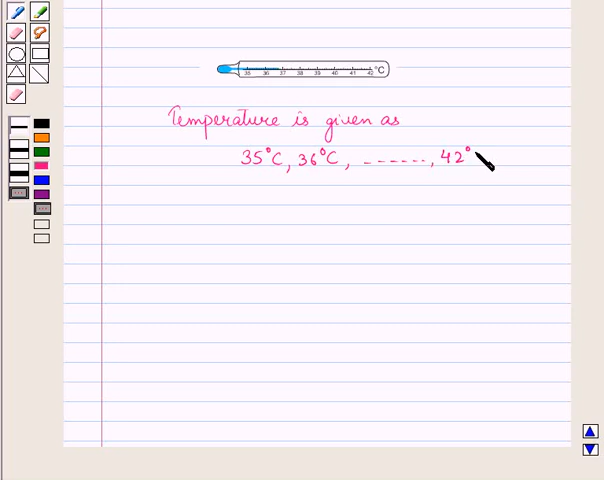 35 36 37 38 39 40 41 42 °C
Temperature is given as
35°C, 36°C, ------, 42°